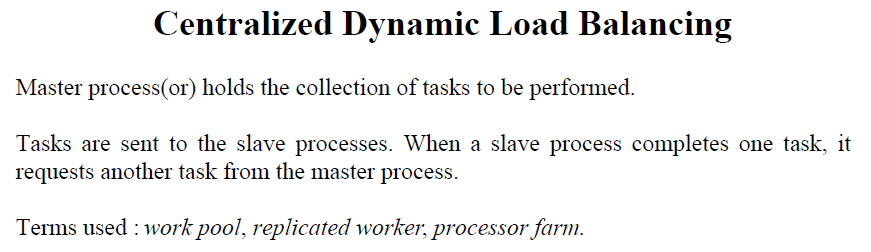 Centralized Dynamic Load Balancing
Master process(or) holds the collection of tasks to be performed.
Tasks are sent to the slave processes. When a slave process completes one task, it
requests another task from the master process.
Terms used : work pool, replicated worker, processor farm.